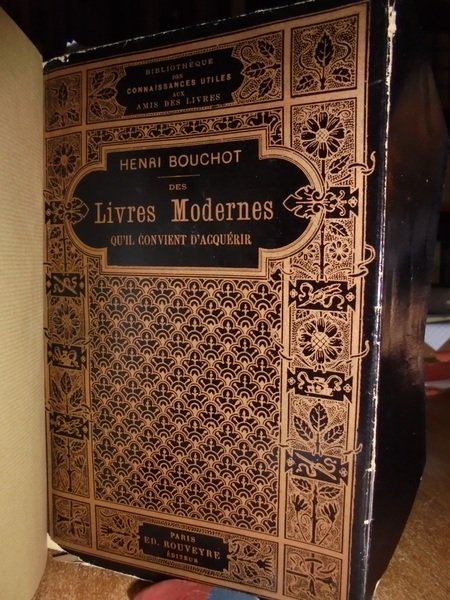 BIBLIOTHÈQUE
DES
CONNAISSANCES UTILES
AUX
AMIS DES LIVRES
HENRI BOUCHOT
DES
Livres Modernes
QU'IL CONVIENT D'ACQUÉRIR
PARIS
ED. ROUVEYRE
ÉDITEUR